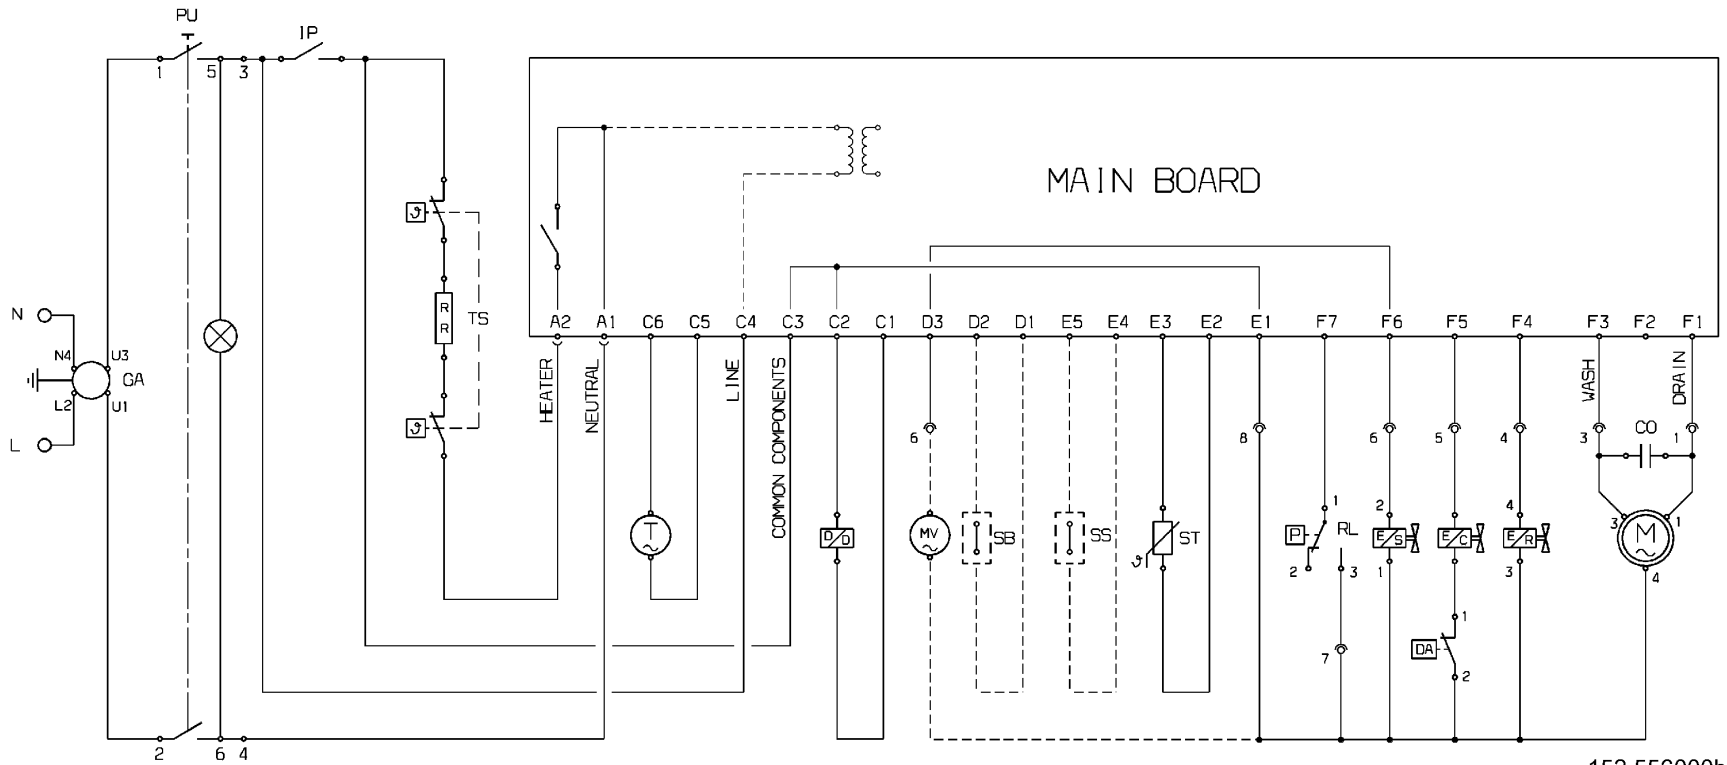 PU
IP
1 5 3
MAIN BOARD
ϑ
R
R
TS
N
N4 U3
GA
L2 U1
L
ϑ
A2 A1 C6 C5 C4 C3 C2 C1 D3 D2 D1 E5 E4 E3 E2 E1 F7 F6 F5 F4 F3 F2 F1
HEATER
NEUTRAL
LINE
COMMON COMPONENTS
WASH
DRAIN
6 8 6 5 4 3 1
CO
T
D/D
MV
SB
SS
ϑ
ST
1
P
RL
2 3
7
2
E/S
1
E/C
1
DA
2
4
E/R
3
3 1
M
4
2 6 4